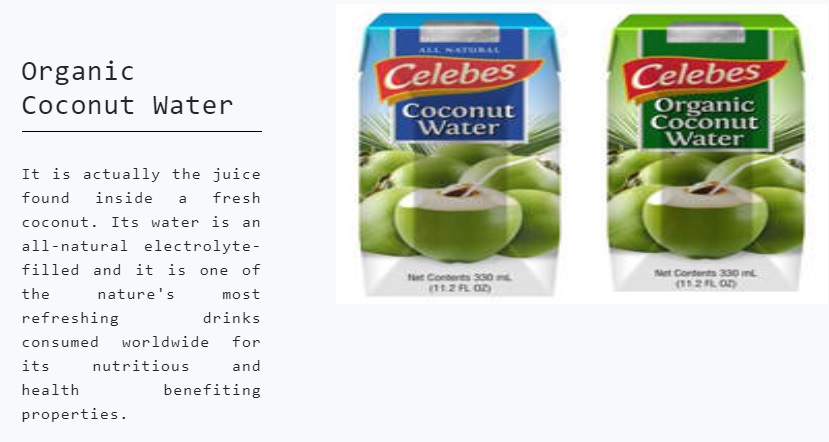 Organic
Coconut Water
It is actually the juice
found inside a fresh
coconut. Its water is an
all-natural electrolyte-
filled and it is one of
the nature's most
refreshing drinks
consumed worldwide for
its nutritious and
health benefiting
properties.
ALL NATURAL
Celebes
Coconut
Water
Net Contents 330 mL
(11.2 FL OZ)
Celebes
Organic
Coconut
Water
Net Contents 330 mL
(11.2 FL OZ)